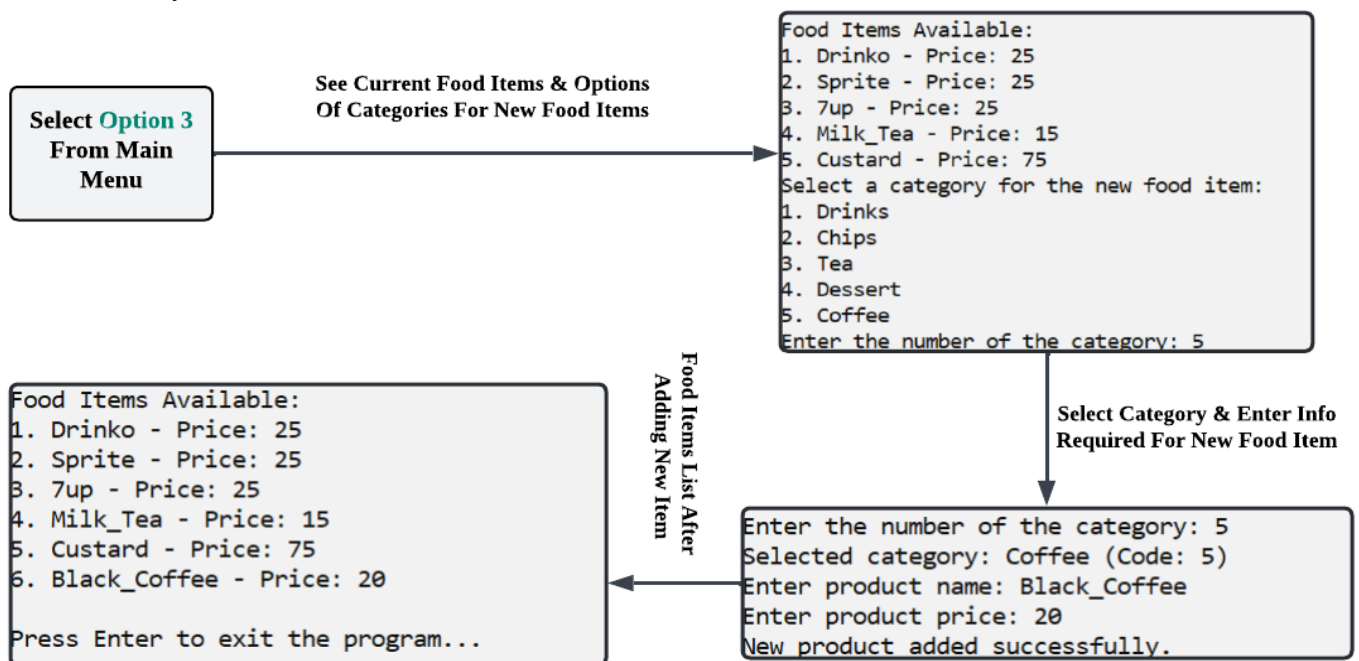 Select Option 3
From Main
Menu
See Current Food Items & Options
Of Categories For New Food Items
Food Items Available:
1. Drinko - Price: 25
2. Sprite - Price: 25
3. 7up - Price: 25
4. Milk_Tea - Price: 15
5. Custard - Price: 75
Select a category for the new food item:
1. Drinks
2. Chips
3. Tea
4. Dessert
5. Coffee
Enter the number of the category: 5
Select Category & Enter Info
Required For New Food Item
Enter the number of the category: 5
Selected category: Coffee (Code: 5)
Enter product name: Black_Coffee
Enter product price: 20
New product added successfully.
Food Items List After
Adding New Item
Food Items Available:
1. Drinko - Price: 25
2. Sprite - Price: 25
3. 7up - Price: 25
4. Milk_Tea - Price: 15
5. Custard - Price: 75
6. Black_Coffee - Price: 20
Press Enter to exit the program...